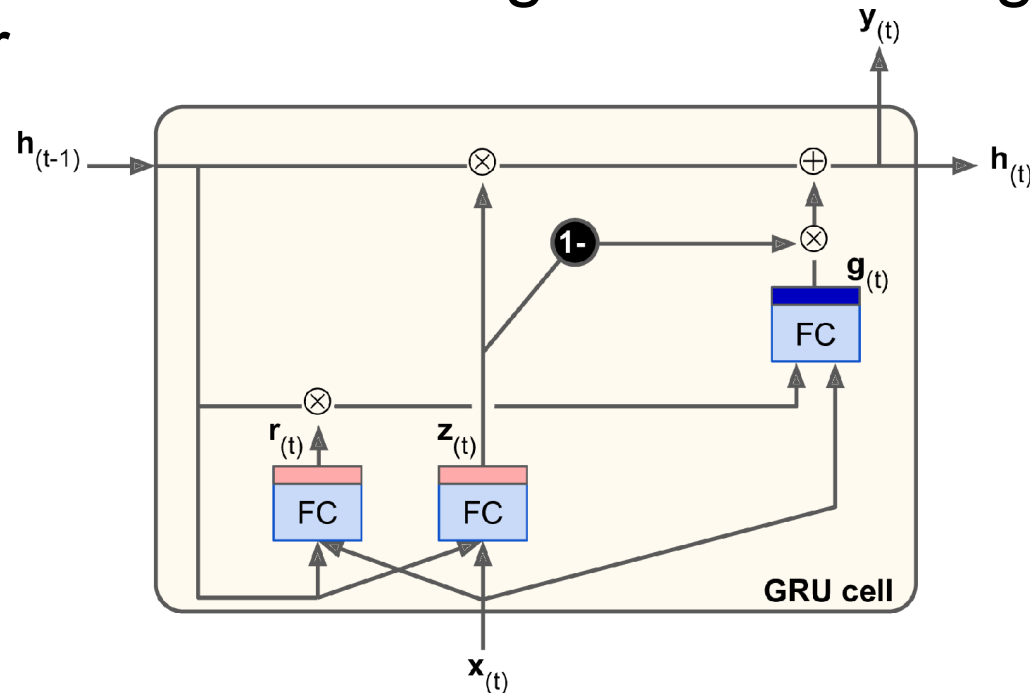 y(t)
h(t-1)
h(t)
1-
g(t)
FC
r(t)
z(t)
FC
FC
GRU cell
x(t)